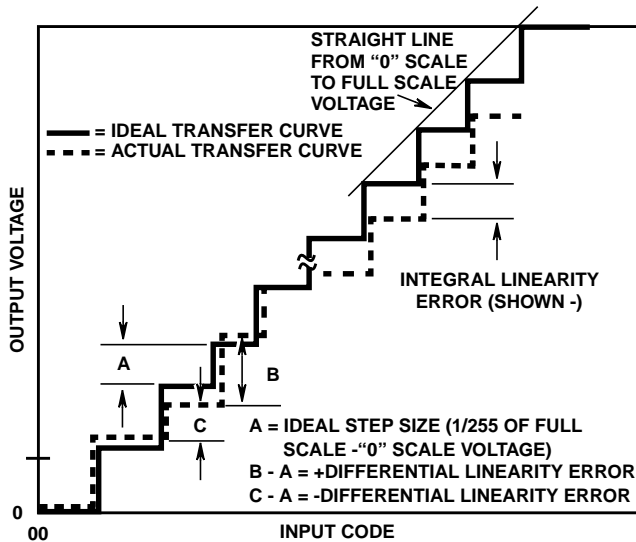 STRAIGHT LINE
FROM “0” SCALE
TO FULL SCALE
VOLTAGE
= IDEAL TRANSFER CURVE
= ACTUAL TRANSFER CURVE
OUTPUT VOLTAGE
INTEGRAL LINEARITY
ERROR (SHOWN -)
A
B
C
A = IDEAL STEP SIZE (1/255 OF FULL
SCALE -“0” SCALE VOLTAGE)
B - A = +DIFFERENTIAL LINEARITY ERROR
C - A = -DIFFERENTIAL LINEARITY ERROR
0
00
INPUT CODE